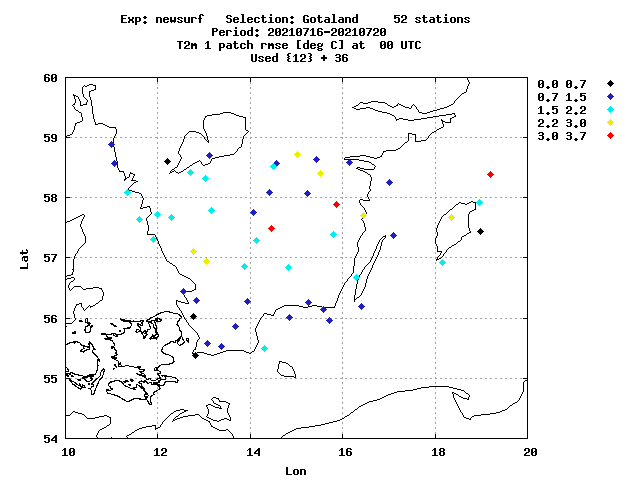 Exp: newsurf   Selection: Gotaland     52 stations
Period: 20210716-20210720
T2m 1 patch rmse [deg C] at  00 UTC
Used {12} + 36
0.0 0.7
0.7 1.5
1.5 2.2
2.2 3.0
3.0 3.7
60
59
58
57
56
55
54
Lat
10 12 14 16 18 20
Lon